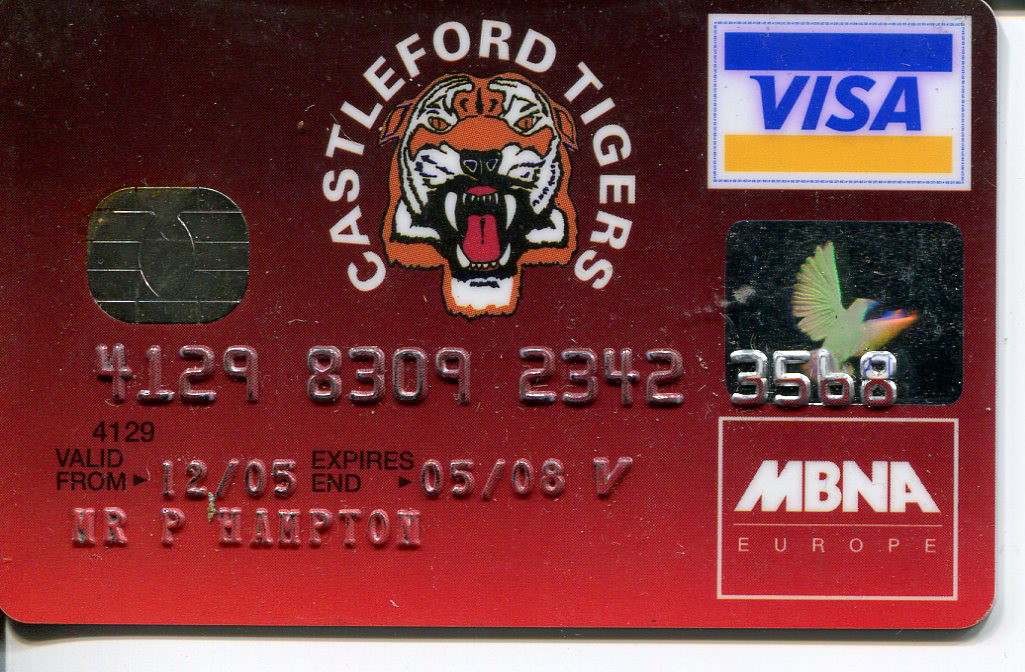 CASTLEFORD TIGERS
VISA
4129 8309 2342 3568
4129
VALID FROM 12/05 EXPIRES END 05/08 V
MR P HAMPTON
MBNA
EUROPE